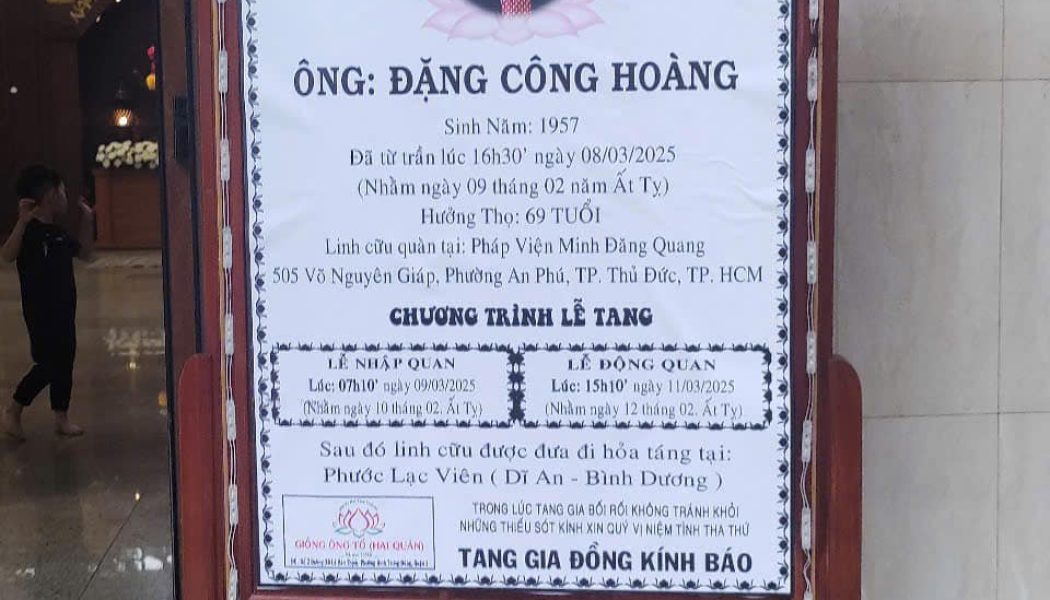 ÔNG: ĐẶNG CÔNG HOÀNG
Sinh Năm: 1957
Đã từ trần lúc 16h30' ngày 08/03/2025
(Nhằm ngày 09 tháng 02 năm Ất Tỵ)
Hưởng Thọ: 69 TUỔI
Linh cữu quàn tại: Pháp Viện Minh Đăng Quang
505 Võ Nguyên Giáp, Phường An Phú, TP. Thủ Đức, TP. HCM
CHƯƠNG TRÌNH LỄ TANG
LỄ NHẬP QUAN
Lúc: 07h10' ngày 09/03/2025
(Nhằm ngày 10 tháng 02. Ất Tỵ)
LỄ ĐỘNG QUAN
Lúc: 15h10' ngày 11/03/2025
(Nhằm ngày 12 tháng 02. Ất Tỵ)
Sau đó linh cữu được đưa đi hỏa táng tại:
Phước Lạc Viên ( Dĩ An - Bình Dương )
GIỒNG ÔNG TỐ (HAI QUÂN)
TRONG LÚC TANG GIA BỐI RỐI KHÔNG TRÁNH KHỎI
NHỮNG THIẾU SÓT KÍNH XIN QUÝ VỊ NIỆM TÌNH THA THỨ
TANG GIA ĐỒNG KÍNH BÁO